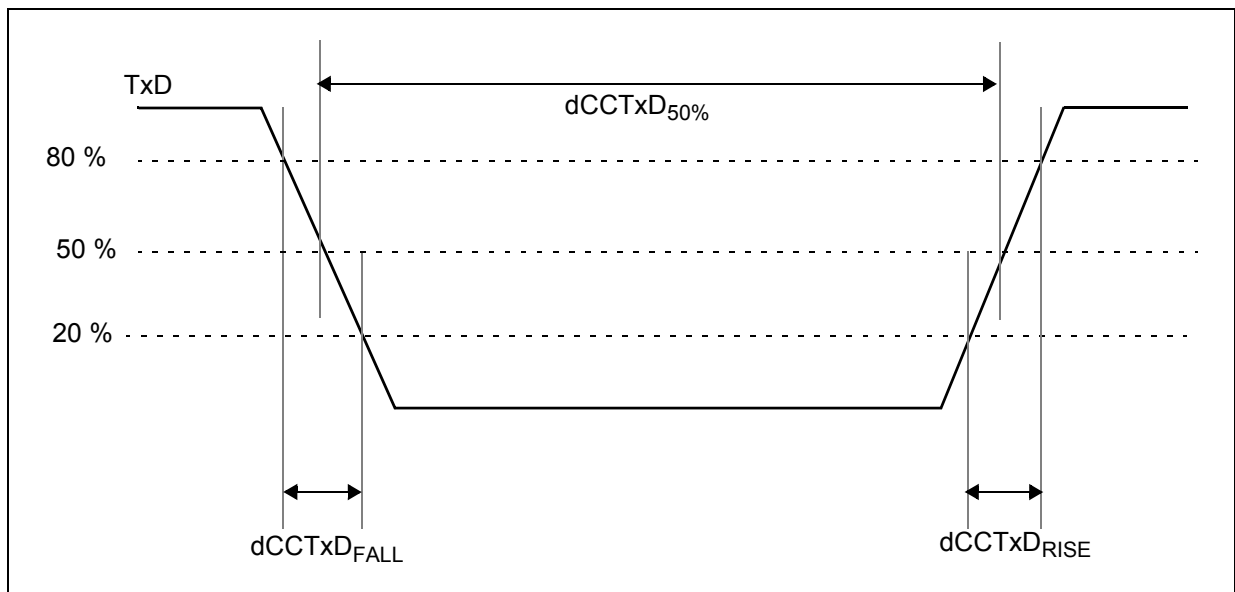 TxD
dCCTxD50%
80 %
50 %
20 %
dCCTxDFALL
dCCTxDRISE